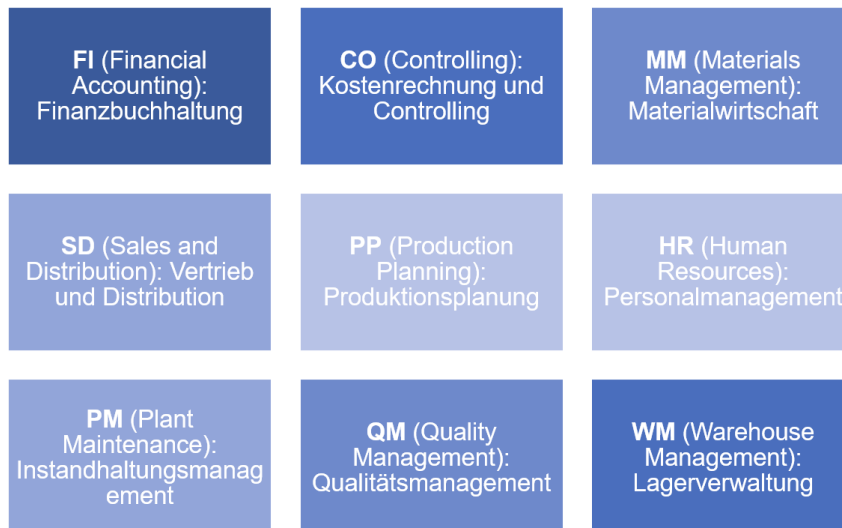 FI (Financial
Accounting):
Finanzbuchhaltung
CO (Controlling):
Kostenrechnung und
Controlling
MM (Materials
Management):
Materialwirtschaft
SD (Sales and
Distribution): Vertrieb
und Distribution
PP (Production
Planning):
Produktionsplanung
HR (Human
Resources):
Personalmanagement
PM (Plant
Maintenance):
Instandhaltungsmanag
ement
QM (Quality
Management):
Qualitätsmanagement
WM (Warehouse
Management):
Lagerverwaltung